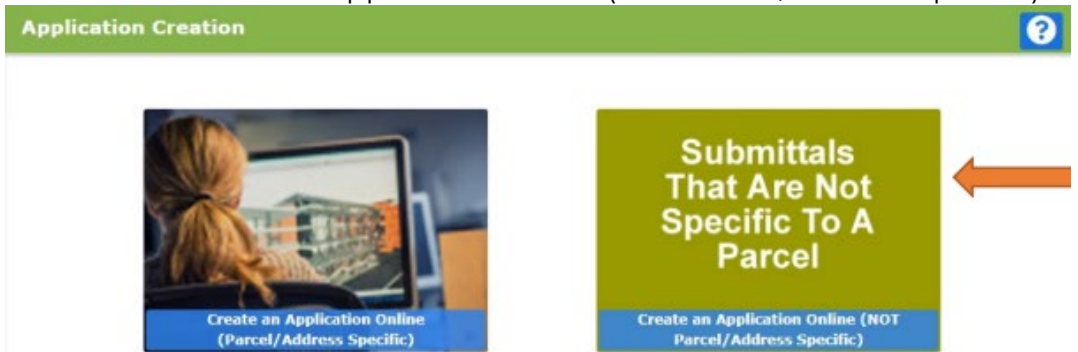 Application Creation
?
Submittals
That Are Not
Specific To A
Parcel
Create an Application Online
(Parcel/Address Specific)
Create an Application Online (NOT
Parcel/Address Specific)